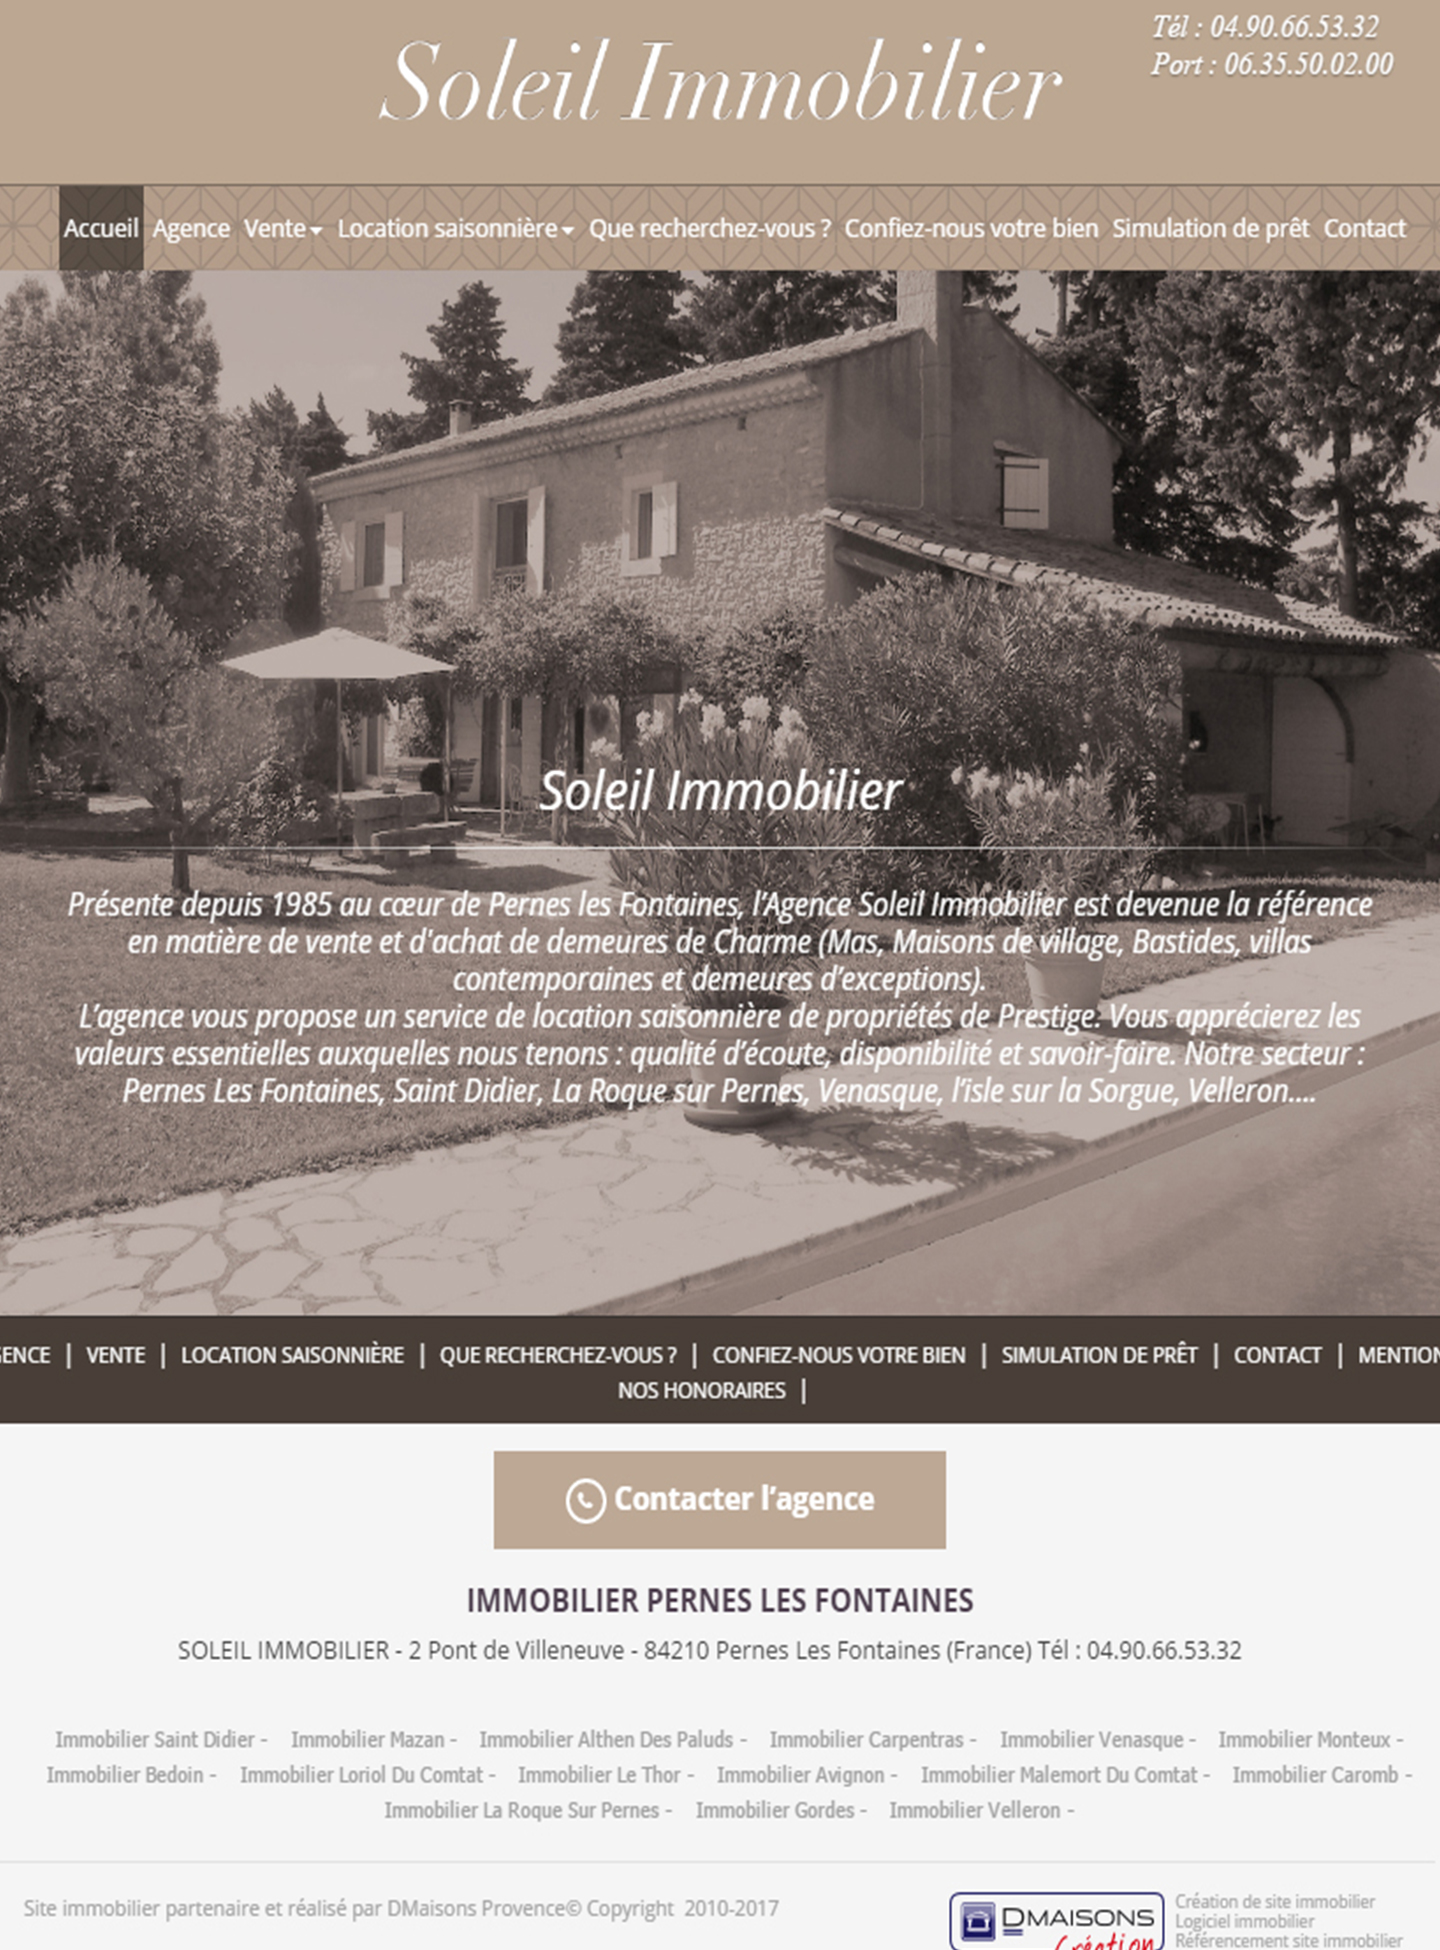 Tél : 04.90.66.53.32
Port : 06.35.50.02.00
Soleil Immobilier
Accueil Agence Vente Location saisonnière Que recherchez-vous ? Confiez-nous votre bien Simulation de prêt Contact
Soleil Immobilier
Présente depuis 1985 au cœur de Pernes les Fontaines, l’Agence Soleil Immobilier est devenue la référence
en matière de vente et d'achat de demeures de Charme (Mas, Maisons de village, Bastides, villas
contemporaines et demeures d’exceptions).
L’agence vous propose un service de location saisonnière de propriétés de Prestige. Vous apprécierez les
valeurs essentielles auxquelles nous tenons : qualité d’écoute, disponibilité et savoir-faire. Notre secteur :
Pernes Les Fontaines, Saint Didier, La Roque sur Pernes, Venasque, l’isle sur la Sorgue, Velleron....
ENCE | VENTE | LOCATION SAISONNIÈRE | QUE RECHERCHEZ-VOUS ? | CONFIEZ-NOUS VOTRE BIEN | SIMULATION DE PRÊT | CONTACT | MENTION
NOS HONORAIRES |
Contacter l’agence
IMMOBILIER PERNES LES FONTAINES
SOLEIL IMMOBILIER - 2 Pont de Villeneuve - 84210 Pernes Les Fontaines (France) Tél : 04.90.66.53.32
Immobilier Saint Didier - Immobilier Mazan - Immobilier Althen Des Paluds - Immobilier Carpentras - Immobilier Venasque - Immobilier Monteux -
Immobilier Bedoin - Immobilier Loriol Du Comtat - Immobilier Le Thor - Immobilier Avignon - Immobilier Malemort Du Comtat - Immobilier Caromb -
Immobilier La Roque Sur Pernes - Immobilier Gordes - Immobilier Velleron -
Site immobilier partenaire et réalisé par DMaisons Provence© Copyright 2010-2017
DMAISONS
Création
Création de site immobilier
Logiciel immobilier
Référencement site immobilier